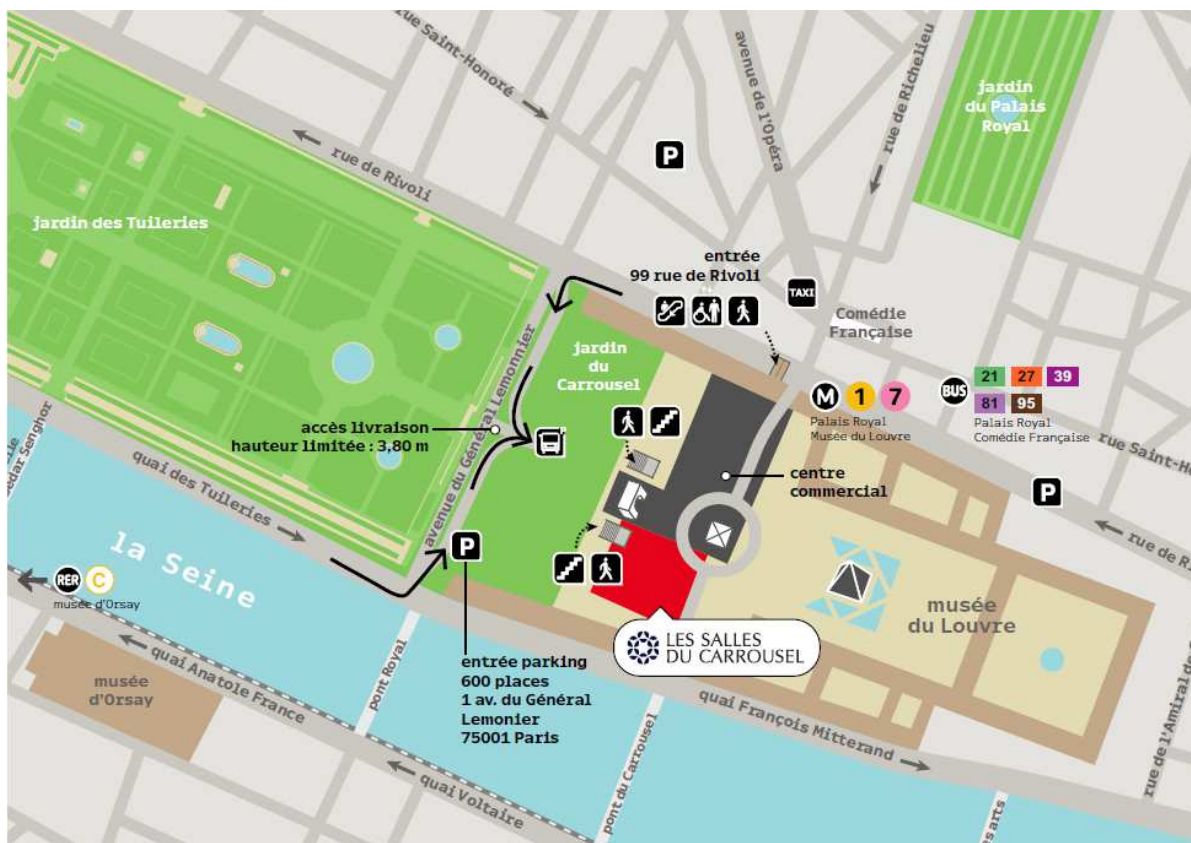 rue Saint-Honoré
avenue de l'Opéra
rue de Richelieu
jardin
du Palais
Royal
P
rue de Rivoli
jardin des Tuileries
entrée
99 rue de Rivoli
TAXI
Comédie
Française
jardin
du
Carrousel
M 1 7
Palais Royal
Musée du Louvre
BUS 21 27 39
81 95
Palais Royal
Comédie Française
rue Saint-Honoré
accès livraison
hauteur limitée : 3,80 m
avenue du Général Lemonnier
centre
commercial
P
quai des Tuileries
P
la Seine
RER C
musée d'Orsay
musée
du Louvre
LES SALLES
DU CARROUSEL
musée
d'Orsay
quai Anatole France
pont Royal
entrée parking
600 places
1 av. du Général
Lemonier
75001 Paris
quai François Mitterrand
pont du Carrousel
quai Voltaire
rue de l'Amiral de